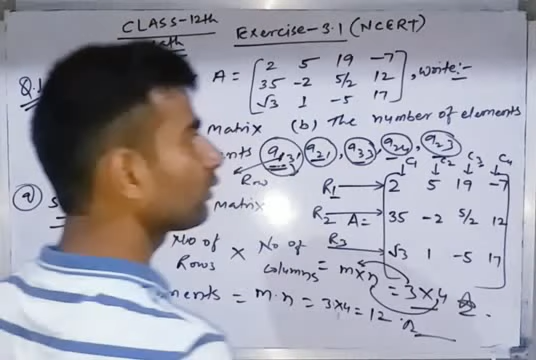 CLASS-12th Exercise-3.1 (NCERT)
Q.1 A = [2 5 19 -7
35 -2 5/2 12
√3 1 -5 17], write:-
matrix (b) The number of elements
a13, a21, a33, a24, a23
Row C1 C2 C3 C4
R1 → 2 5 19 -7
(a) matrix
R2 A = 35 -2 5/2 12
R3 → √3 1 -5 17
No of Rows × No of columns = m×n = 3×4
= m.n = 3×4 = 12